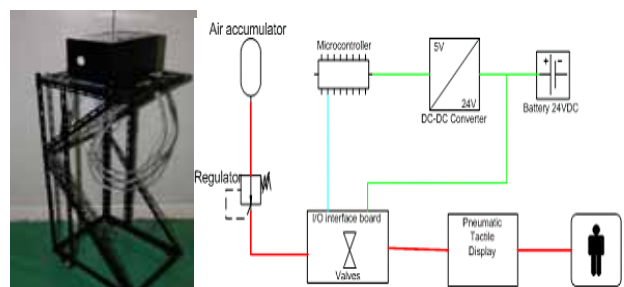 Air accumulator
Microcontroller
5V
24V
DC-DC Converter
+ -
Battery 24VDC
Regulator
I/O interface board
Valves
Pneumatic
Tactile
Display